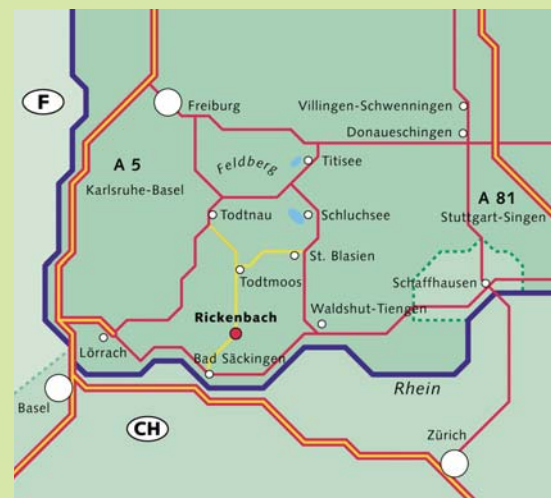 F
Freiburg
Villingen-Schwenningen
Donaueschingen
A 5
Karlsruhe-Basel
Feldberg
Titisee
A 81
Stuttgart-Singen
Todtnau
Schluchsee
St. Blasien
Todtmoos
Schaffhausen
Rickenbach
Waldshut-Tiengen
Lörrach
Bad Säckingen
Rhein
Basel
CH
Zürich